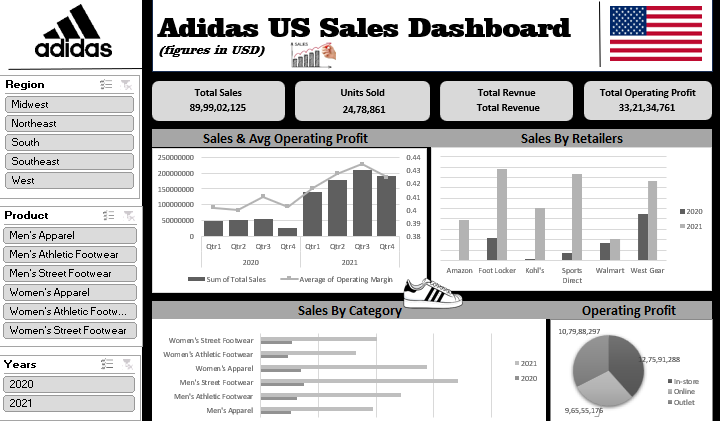 adidas
Adidas US Sales Dashboard
(figures in USD)
SALES
Region
Midwest
Northeast
South
Southeast
West
Product
Men's Apparel
Men's Athletic Footwear
Men's Street Footwear
Women's Apparel
Women's Athletic Footw...
Women's Street Footwear
Years
2020
2021
Total Sales
89,99,02,125
Units Sold
24,78,861
Total Revnue
Total Revenue
Total Operating Profit
33,21,34,761
Sales & Avg Operating Profit
250000000
200000000
150000000
100000000
50000000
0
0.44
0.43
0.42
0.41
0.4
0.39
0.38
Qtr1 Qtr2 Qtr3 Qtr4 Qtr1 Qtr2 Qtr3 Qtr4
2020 2021
Sum of Total Sales Average of Operating Margin
Sales By Retailers
2020
2021
Amazon Foot Locker Kohl's Sports Direct Walmart West Gear
Sales By Category
Women's Street Footwear
Women's Athletic Footwear
Women's Apparel
Men's Street Footwear
Men's Athletic Footwear
Men's Apparel
2021
2020
Operating Profit
10,79,88,297
12,75,91,288
9,65,55,176
In-store
Online
Outlet